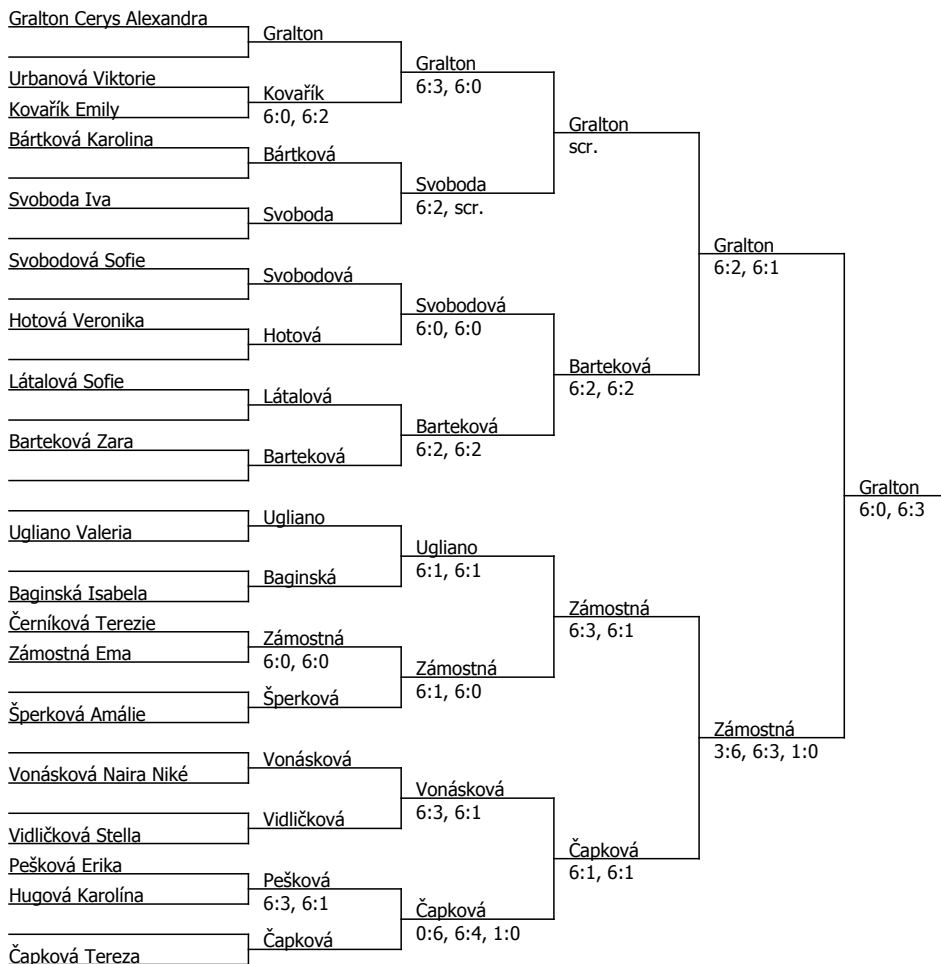 Gralton Cerys Alexandra
Urbanová Viktorie
Kovařík Emily
Bártková Karolina
Svoboda Iva
Svobodová Sofie
Hotová Veronika
Látalová Sofie
Barteková Zara
Ugliano Valeria
Baginská Isabela
Černíková Terezie
Zámostná Ema
Šperková Amálie
Vonásková Naira Niké
Vidličková Stella
Pešková Erika
Hugová Karolína
Čapková Tereza
Gralton
Kovařík
6:0, 6:2
Bártková
Svoboda
Svobodová
Hotová
Látalová
Barteková
Ugliano
Baginská
Zámostná
6:0, 6:0
Šperková
Vonásková
Vidličková
Pešková
6:3, 6:1
Čapková
Gralton
6:3, 6:0
Svoboda
6:2, scr.
Svobodová
6:0, 6:0
Barteková
6:2, 6:2
Ugliano
6:1, 6:1
Zámostná
6:1, 6:0
Vonásková
6:3, 6:1
Čapková
0:6, 6:4, 1:0
Gralton
scr.
Barteková
6:2, 6:2
Zámostná
6:3, 6:1
Čapková
6:1, 6:1
Gralton
6:2, 6:1
Zámostná
3:6, 6:3, 1:0
Gralton
6:0, 6:3